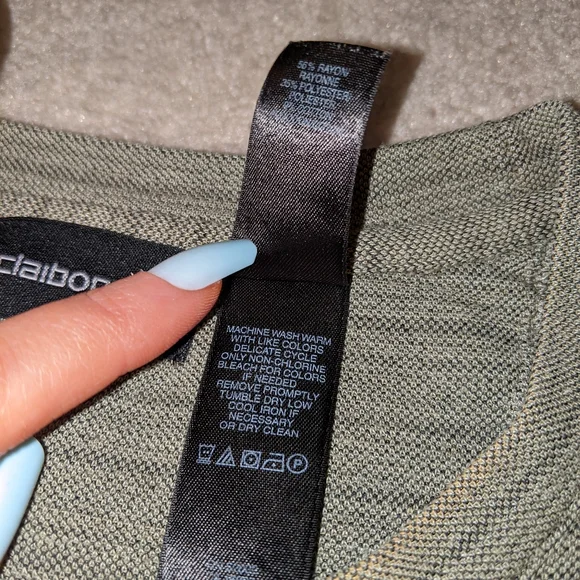 56% RAYON/
RAYONNE
POLYESTER/
POLYESTER
claibor
MACHINE WASH WARM
WITH LIKE COLORS
DELICATE CYCLE
ONLY NON-CHLORINE
BLEACH FOR COLORS
IF NEEDED
REMOVE PROMPTLY
TUMBLE DRY LOW
COOL IRON IF
NECESSARY
OR DRY CLEAN
P